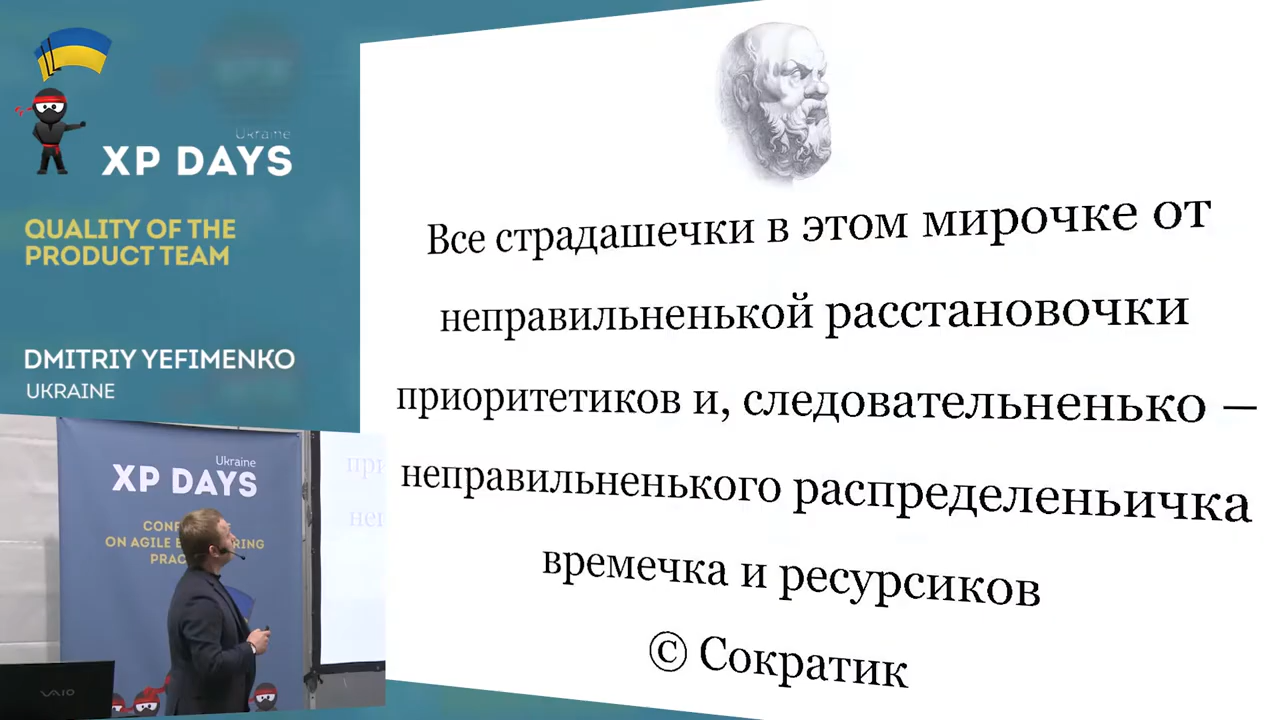 Ukraine
XP DAYS
QUALITY OF THE
PRODUCT TEAM
DMITRIY YEFIMENKO
UKRAINE
Ukraine
XP DAYS
VAIO
Все страдашечки в этом мирочке от
неправильненькой расстановочки
приоритетиков и, следовательненько —
неправильненького распределеньичка
времечка и ресурсиков
© Сократик